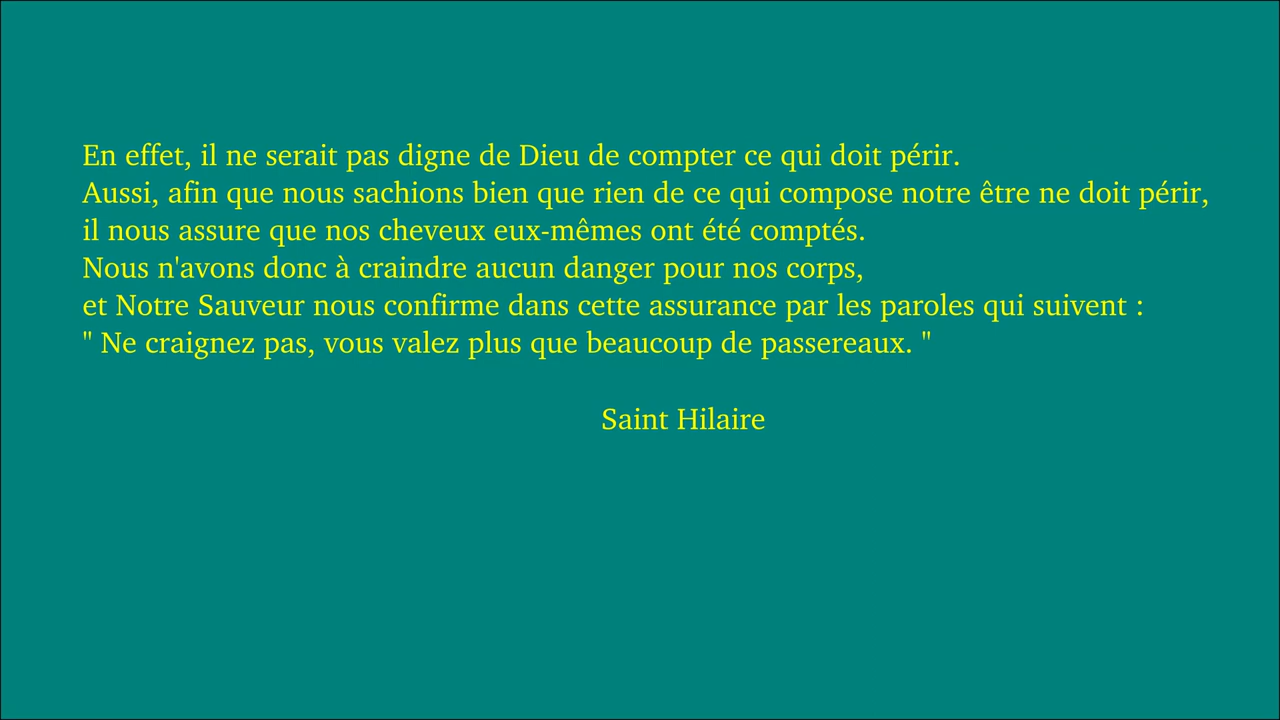 En effet, il ne serait pas digne de Dieu de compter ce qui doit périr.
Aussi, afin que nous sachions bien que rien de ce qui compose notre être ne doit périr,
il nous assure que nos cheveux eux-mêmes ont été comptés.
Nous n'avons donc à craindre aucun danger pour nos corps,
et Notre Sauveur nous confirme dans cette assurance par les paroles qui suivent :
" Ne craignez pas, vous valez plus que beaucoup de passereaux. "
Saint Hilaire